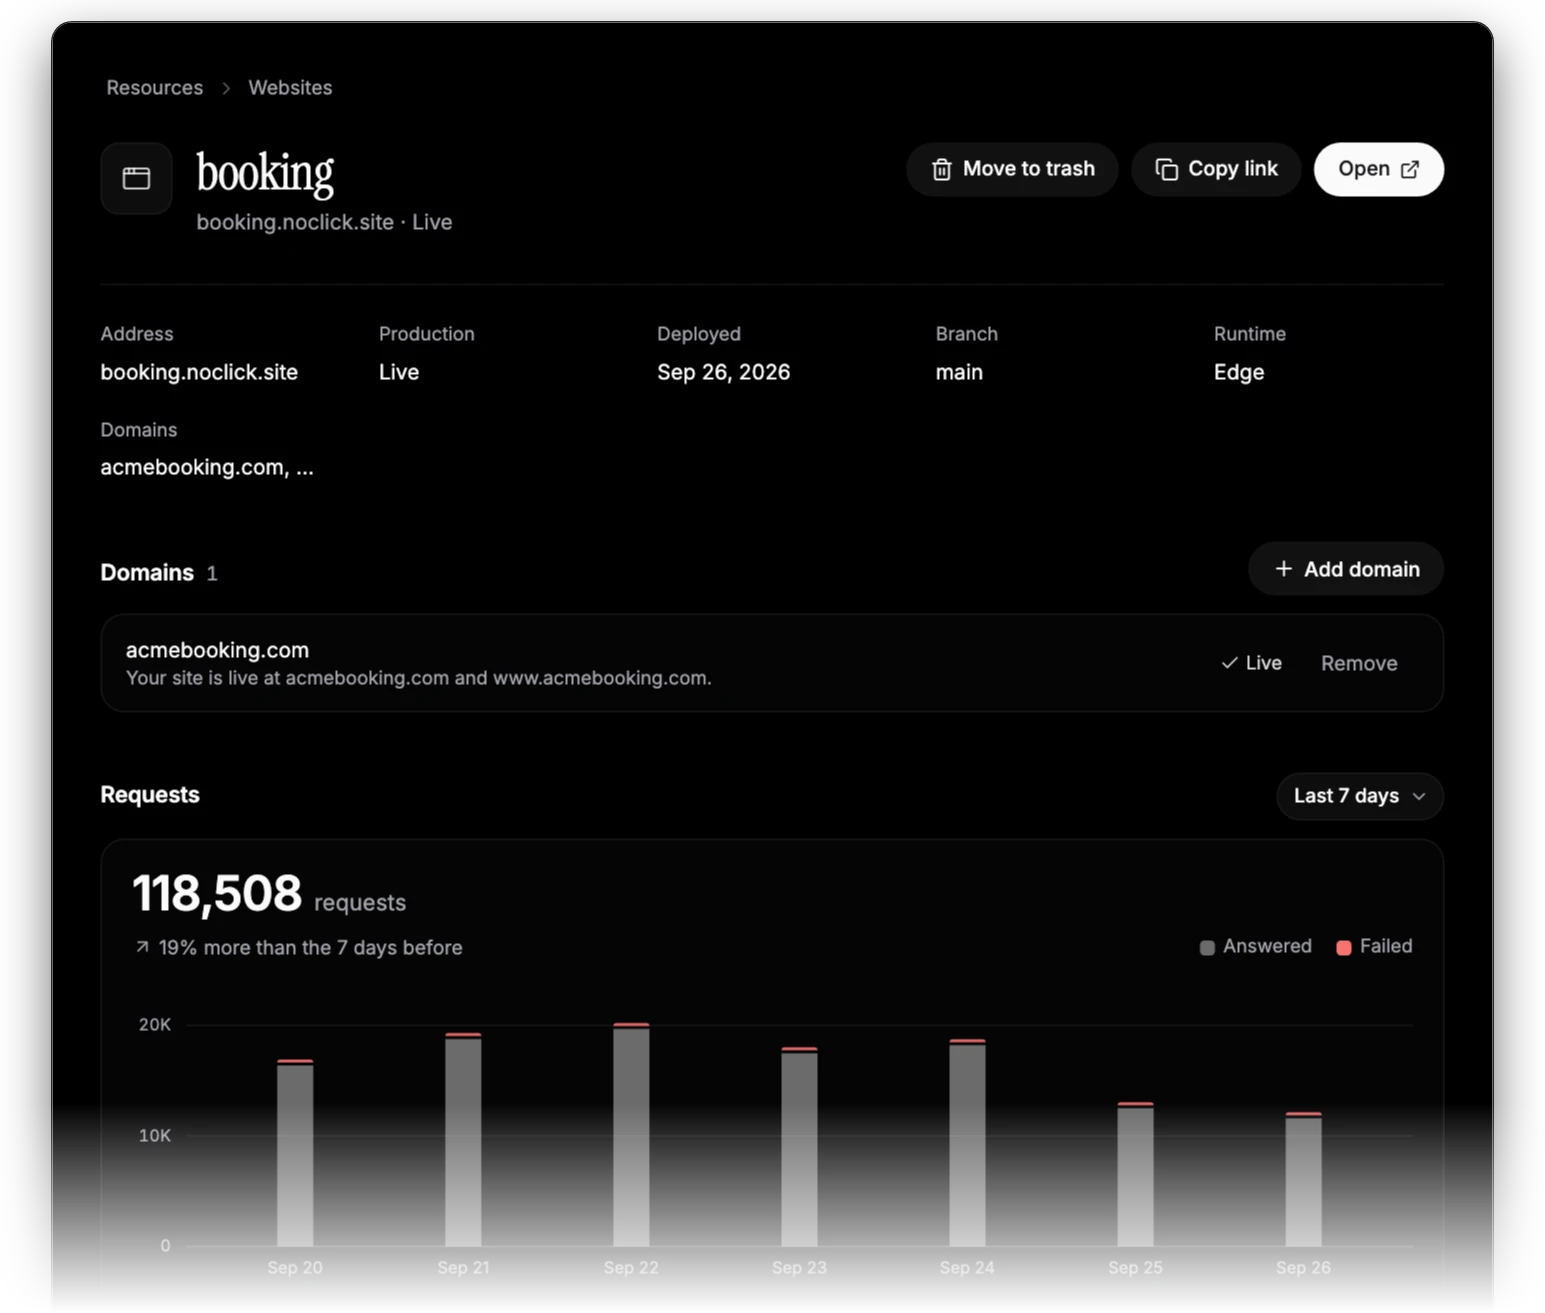 Resources > Websites
booking
booking.noclick.site · Live
Move to trash
Copy link
Open
Address
booking.noclick.site
Production
Live
Deployed
Sep 26, 2026
Branch
main
Runtime
Edge
Domains
acmebooking.com, ...
Domains 1
Add domain
acmebooking.com
Your site is live at acmebooking.com and www.acmebooking.com.
Live
Remove
Requests
Last 7 days
118,508 requests
19% more than the 7 days before
Answered
Failed
20K
10K
0
Sep 20
Sep 21
Sep 22
Sep 23
Sep 24
Sep 25
Sep 26